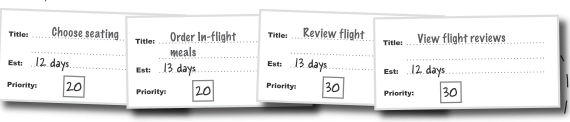 Title: Choose seating
Est: 12 days
Priority: 20
Title: Order In-flight
meals
Est: 13 days
Priority: 20
Title: Review flight
Est: 13 days
Priority: 30
Title: View flight reviews
Est: 12 days
Priority: 30